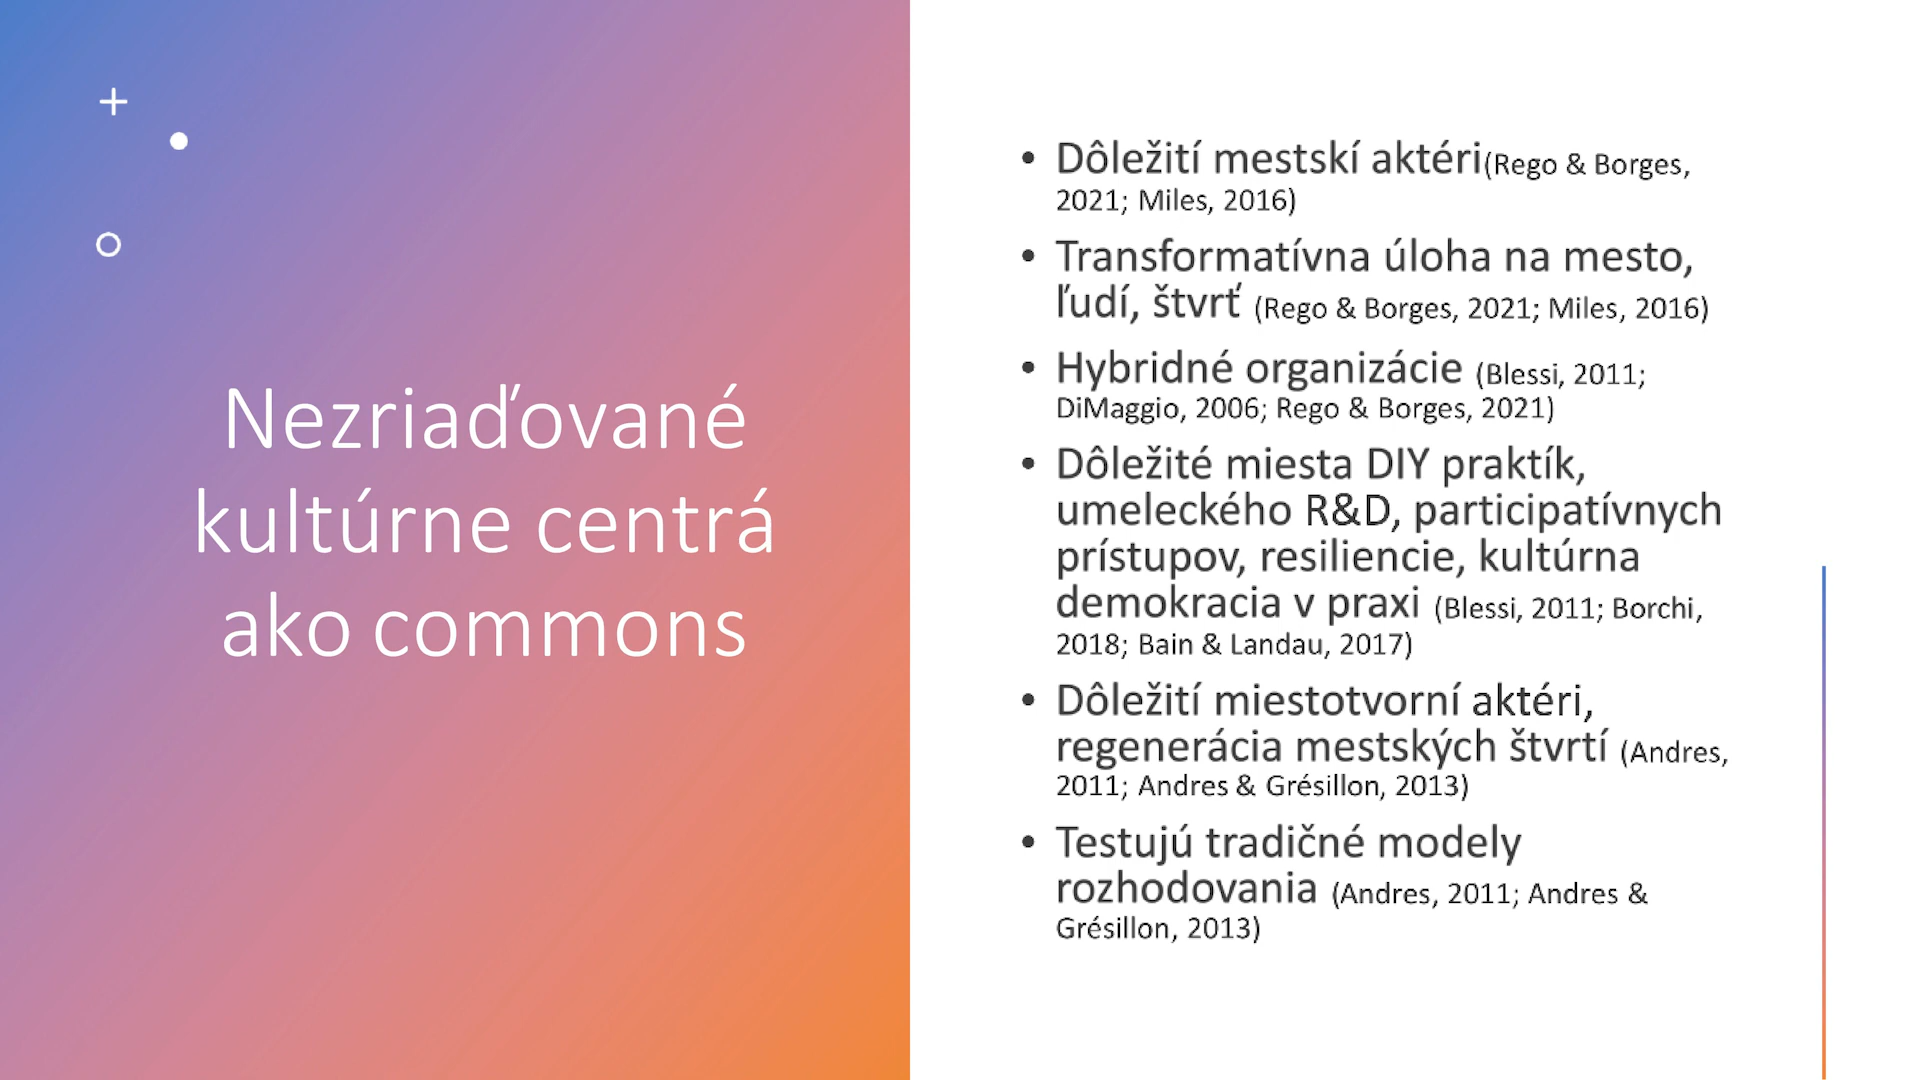 Nezriaďované
kultúrne centrá
ako commons
• Dôležití mestskí aktéri(Rego & Borges,
2021; Miles, 2016)
• Transformatívna úloha na mesto,
ľudí, štvrť (Rego & Borges, 2021; Miles, 2016)
• Hybridné organizácie (Blessi, 2011;
DiMaggio, 2006; Rego & Borges, 2021)
• Dôležité miesta DIY praktík,
umeleckého R&D, participatívnych
prístupov, resiliencie, kultúrna
demokracia v praxi (Blessi, 2011; Borchi,
2018; Bain & Landau, 2017)
• Dôležití miestotvorní aktéri,
regenerácia mestských štvrtí (Andres,
2011; Andres & Grésillon, 2013)
• Testujú tradičné modely
rozhodovania (Andres, 2011; Andres &
Grésillon, 2013)